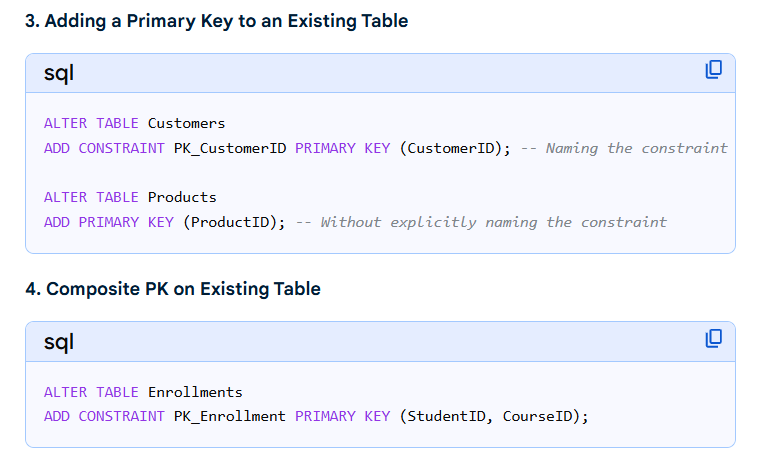 3. Adding a Primary Key to an Existing Table
sql
ALTER TABLE Customers
ADD CONSTRAINT PK_CustomerID PRIMARY KEY (CustomerID); -- Naming the constraint
ALTER TABLE Products
ADD PRIMARY KEY (ProductID); -- Without explicitly naming the constraint
4. Composite PK on Existing Table
sql
ALTER TABLE Enrollments
ADD CONSTRAINT PK_Enrollment PRIMARY KEY (StudentID, CourseID);